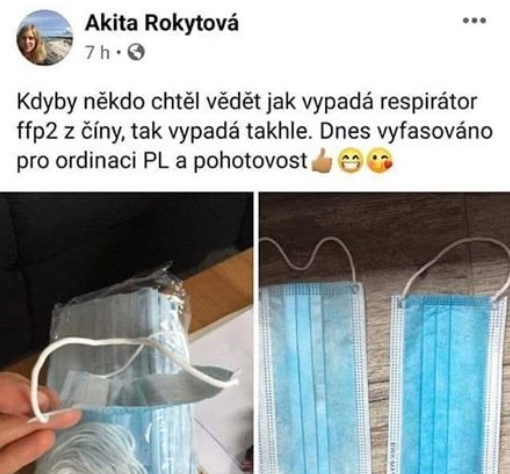 Akita Rokytová
7 h ·
Kdyby někdo chtěl vědět jak vypadá respirátor
ffp2 z číny, tak vypadá takhle. Dnes vyfasováno
pro ordinaci PL a pohotovost👍🏽😁😘